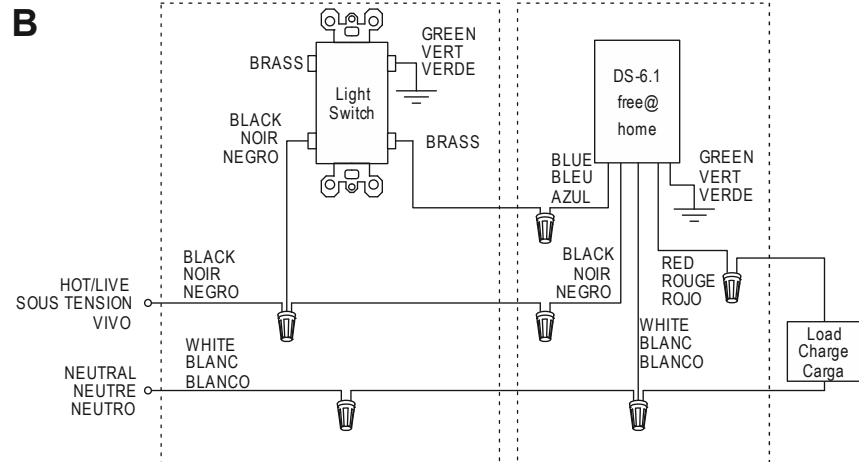 B
GREEN
VERT
VERDE
BRASS
Light
Switch
BLACK
NOIR
NEGRO
BRASS
DS-6.1
free@
home
BLUE
BLEU
AZUL
GREEN
VERT
VERDE
BLACK
NOIR
NEGRO
BLACK
NOIR
NEGRO
RED
ROUGE
ROJO
HOT/LIVE
SOUS TENSION
VIVO
WHITE
BLANC
BLANCO
WHITE
BLANC
BLANCO
Load
Charge
Carga
NEUTRAL
NEUTRE
NEUTRO